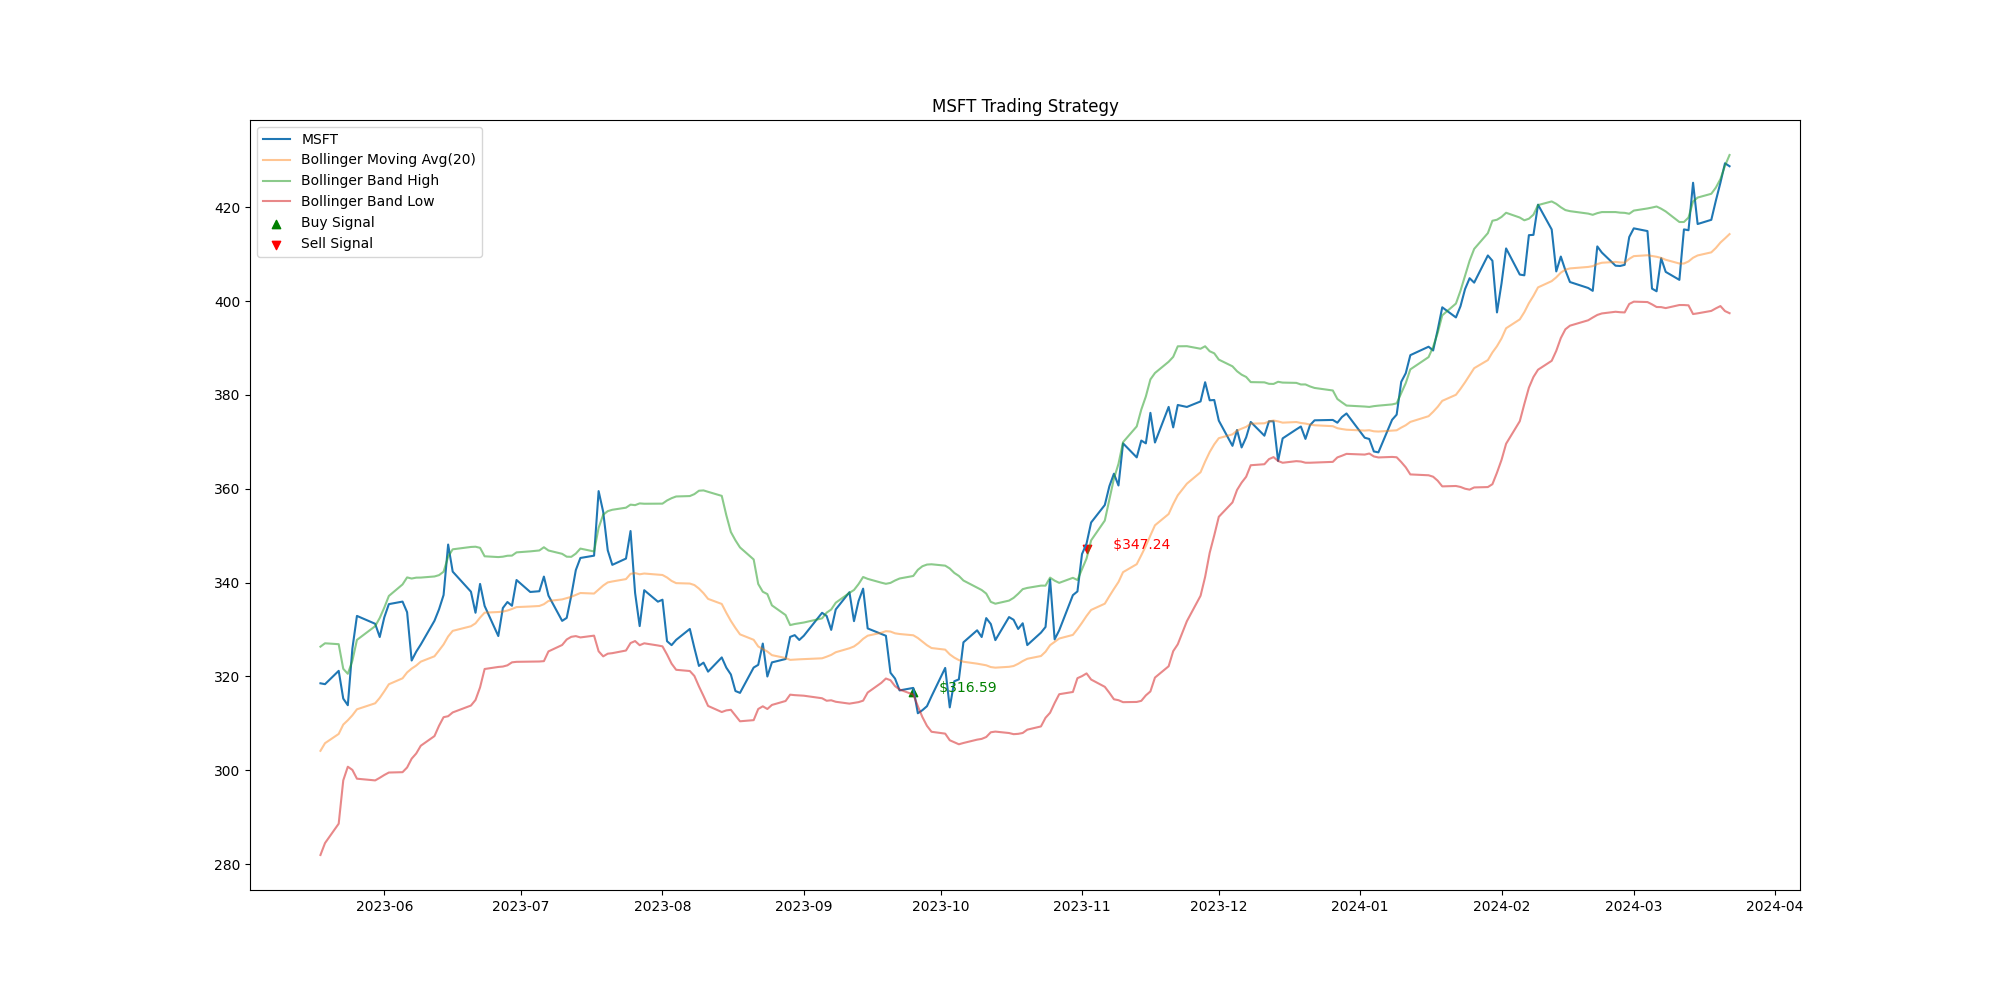 MSFT Trading Strategy
MSFT
Bollinger Moving Avg(20)
Bollinger Band High
Bollinger Band Low
Buy Signal
Sell Signal
420
400
380
360
340
320
300
280
$347.24
$316.59
2023-06 2023-07 2023-08 2023-09 2023-10 2023-11 2023-12 2024-01 2024-02 2024-03 2024-04